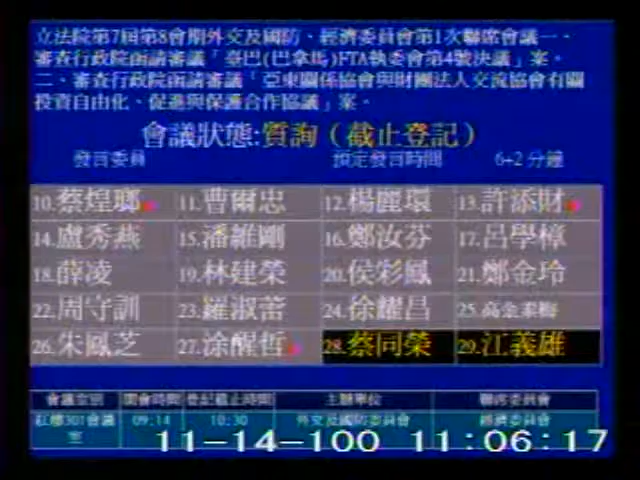 立法院第7屆第8會期外交及國防、經濟委員會第1次聯席會議一、
審查行政院函請審議「臺巴(巴拿馬)FTA執委會第4號決議」案。
二、審查行政院函請審議「亞東關係協會與財團法人交流協會有關
投資自由化、促進與保護合作協議」案。
會議狀態:質詢(截止登記)
發言委員 預定發言時間 6+2 分鐘
10.蔡煌瑯 11.曹爾忠 12.楊麗環 13.許添財
14.盧秀燕 15.潘維剛 16.鄭汝芬 17.呂學樟
18.薛凌 19.林建榮 20.侯彩鳳 21.鄭金玲
22.周守訓 23.羅淑蕾 24.徐耀昌 25.高金素梅
26.朱鳳芝 27.涂醒哲 28.蔡同榮 29.江義雄
會議室別 開會時間 登記截止時間 主辦單位 聯席委員會
紅樓301會議室 09:14 10:30 外交及國防委員會 經濟委員會
11-14-100 11:06:17